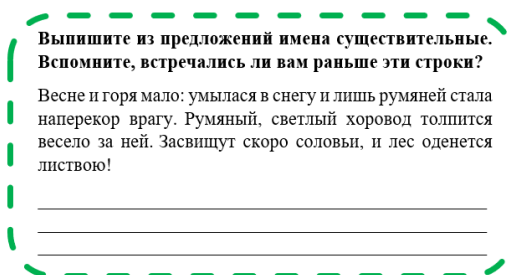 Выпишите из предложений имена существительные.
Вспомните, встречались ли вам раньше эти строки?
Весне и горя мало: умылася в снегу и лишь румяней стала
наперекор врагу. Румяный, светлый хоровод толпится
весело за ней. Засвищут скоро соловьи, и лес оденется
листвою!